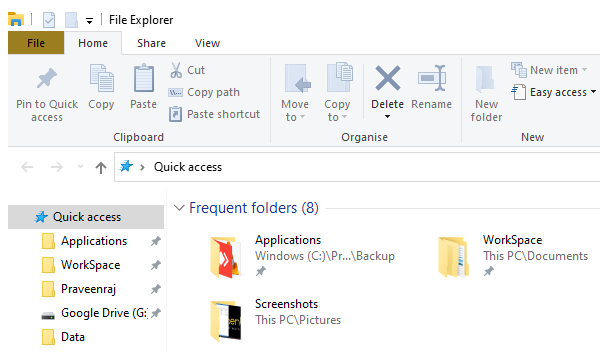 File Explorer
File Home Share View
Pin to Quick access
Copy
Paste
Cut
Copy path
Paste shortcut
Clipboard
Move to
Copy to
Delete
Rename
Organise
New folder
New item
Easy access
New
Quick access
Quick access
Applications
WorkSpace
Praveenraj
Google Drive (G:
Data
Frequent folders (8)
Applications
Windows (C:)\Pr...\Backup
WorkSpace
This PC\Documents
Screenshots
This PC\Pictures